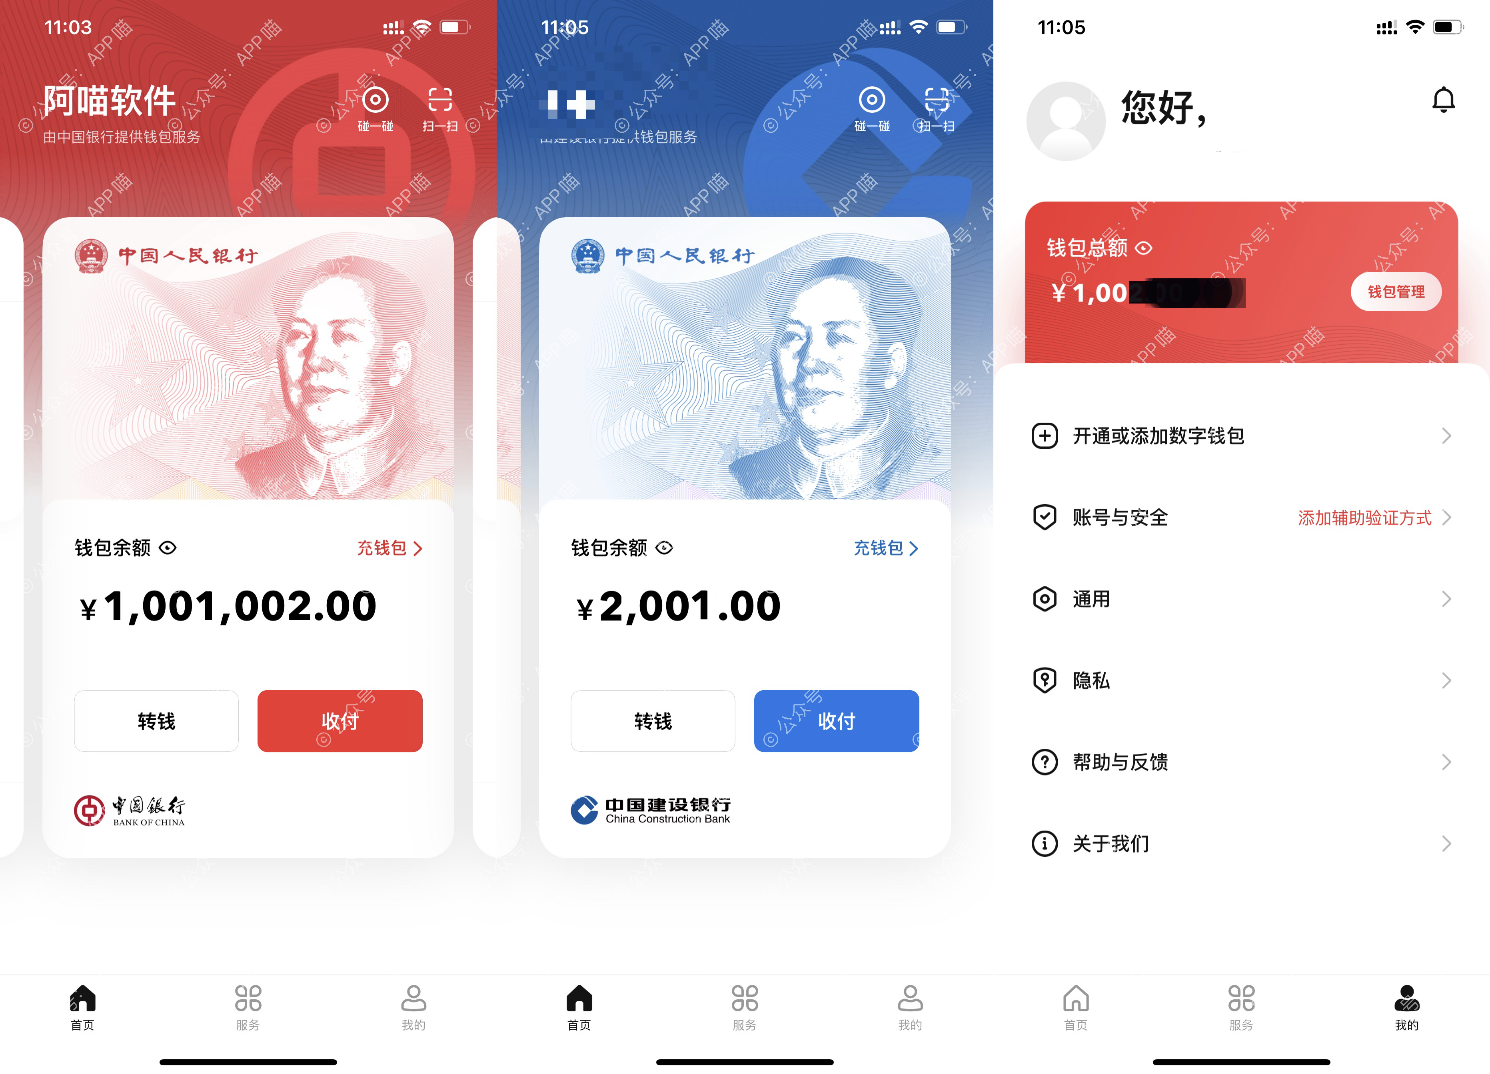 11:03
阿喵软件
由中国银行提供钱包服务
碰一碰
扫一扫
中国人民银行
钱包余额
充钱包
¥1,001,002.00
转钱
收付
中国银行
BANK OF CHINA
首页
服务
我的
11:05
由建设银行提供钱包服务
碰一碰
扫一扫
中国人民银行
钱包余额
充钱包
¥2,001.00
转钱
收付
中国建设银行
China Construction Bank
首页
服务
我的
11:05
您好,
钱包总额
¥1,00
钱包管理
开通或添加数字钱包
账号与安全
添加辅助验证方式
通用
隐私
帮助与反馈
关于我们
首页
服务
我的
©公众号：APP喵